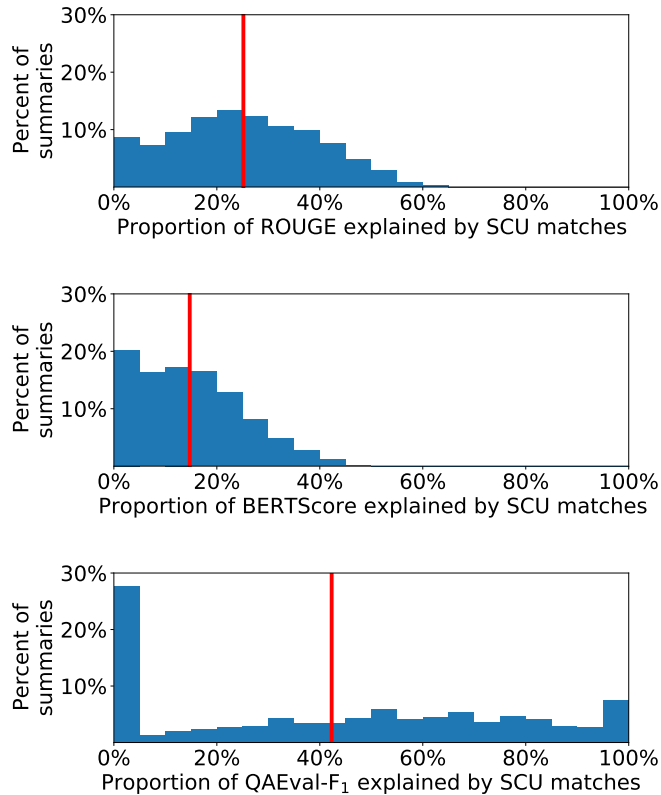 30%
20%
10%
Percent of
summaries
0% 20% 40% 60% 80% 100%
Proportion of ROUGE explained by SCU matches
30%
20%
10%
Percent of
summaries
0% 20% 40% 60% 80% 100%
Proportion of BERTScore explained by SCU matches
30%
20%
10%
Percent of
summaries
0% 20% 40% 60% 80% 100%
Proportion of QAEval-F₁ explained by SCU matches